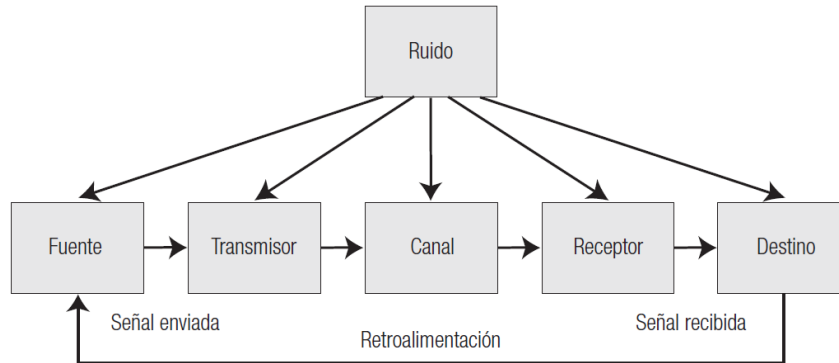 Ruido
Fuente
Transmisor
Canal
Receptor
Destino
Señal enviada
Señal recibida
Retroalimentación